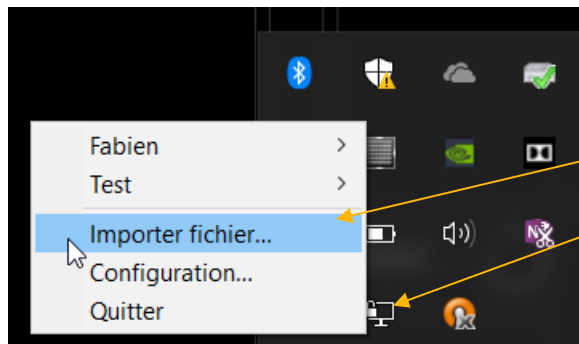 Fabien
Test
Importer fichier...
Configuration...
Quitter